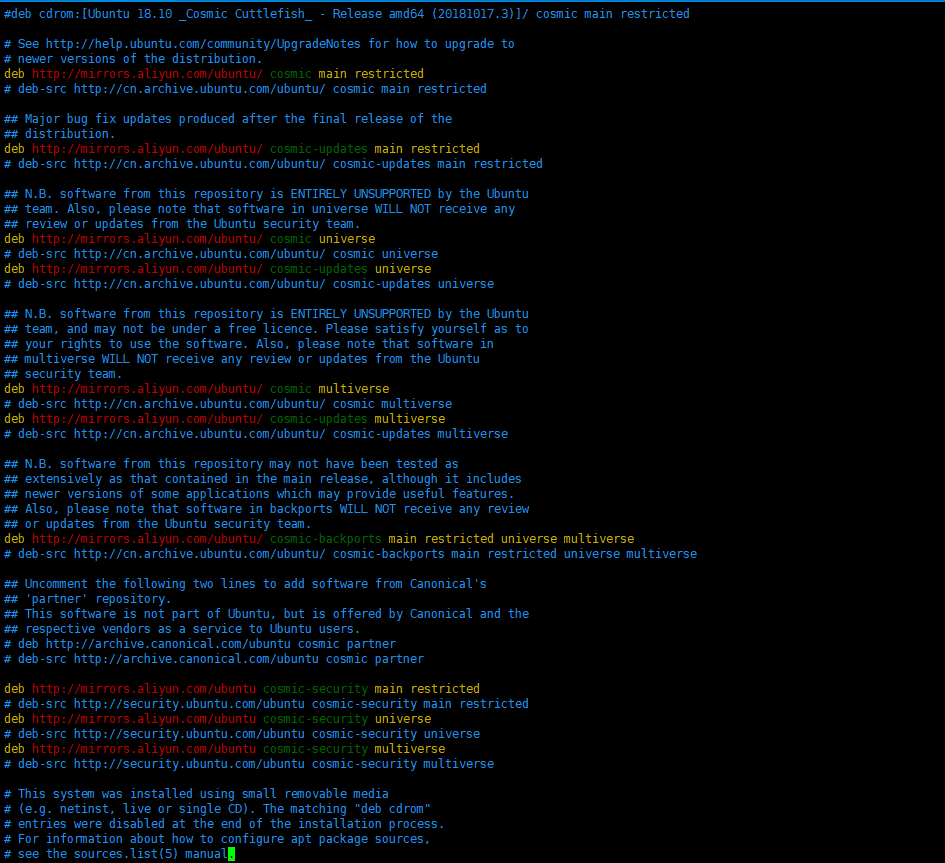 #deb cdrom:[Ubuntu 18.10 _Cosmic Cuttlefish_ - Release amd64 (20181017.3)]/ cosmic main restricted
# See http://help.ubuntu.com/community/UpgradeNotes for how to upgrade to
# newer versions of the distribution.
deb http://mirrors.aliyun.com/ubuntu/ cosmic main restricted
# deb-src http://cn.archive.ubuntu.com/ubuntu/ cosmic main restricted
## Major bug fix updates produced after the final release of the
## distribution.
deb http://mirrors.aliyun.com/ubuntu/ cosmic-updates main restricted
# deb-src http://cn.archive.ubuntu.com/ubuntu/ cosmic-updates main restricted
## N.B. software from this repository is ENTIRELY UNSUPPORTED by the Ubuntu
## team. Also, please note that software in universe WILL NOT receive any
## review or updates from the Ubuntu security team.
deb http://mirrors.aliyun.com/ubuntu/ cosmic universe
# deb-src http://cn.archive.ubuntu.com/ubuntu/ cosmic universe
deb http://mirrors.aliyun.com/ubuntu/ cosmic-updates universe
# deb-src http://cn.archive.ubuntu.com/ubuntu/ cosmic-updates universe
## N.B. software from this repository is ENTIRELY UNSUPPORTED by the Ubuntu
## team, and may not be under a free licence. Please satisfy yourself as to
## your rights to use the software. Also, please note that software in
## multiverse WILL NOT receive any review or updates from the Ubuntu
## security team.
deb http://mirrors.aliyun.com/ubuntu/ cosmic multiverse
# deb-src http://cn.archive.ubuntu.com/ubuntu/ cosmic multiverse
deb http://mirrors.aliyun.com/ubuntu/ cosmic-updates multiverse
# deb-src http://cn.archive.ubuntu.com/ubuntu/ cosmic-updates multiverse
## N.B. software from this repository may not have been tested as
## extensively as that contained in the main release, although it includes
## newer versions of some applications which may provide useful features.
## Also, please note that software in backports WILL NOT receive any review
## or updates from the Ubuntu security team.
deb http://mirrors.aliyun.com/ubuntu/ cosmic-backports main restricted universe multiverse
# deb-src http://cn.archive.ubuntu.com/ubuntu/ cosmic-backports main restricted universe multiverse
## Uncomment the following two lines to add software from Canonical's
## 'partner' repository.
## This software is not part of Ubuntu, but is offered by Canonical and the
## respective vendors as a service to Ubuntu users.
# deb http://archive.canonical.com/ubuntu cosmic partner
# deb-src http://archive.canonical.com/ubuntu cosmic partner
deb http://mirrors.aliyun.com/ubuntu cosmic-security main restricted
# deb-src http://security.ubuntu.com/ubuntu cosmic-security main restricted
deb http://mirrors.aliyun.com/ubuntu cosmic-security universe
# deb-src http://security.ubuntu.com/ubuntu cosmic-security universe
deb http://mirrors.aliyun.com/ubuntu cosmic-security multiverse
# deb-src http://security.ubuntu.com/ubuntu cosmic-security multiverse
# This system was installed using small removable media
# (e.g. netinst, live or single CD). The matching "deb cdrom"
# entries were disabled at the end of the installation process.
# For information about how to configure apt package sources,
# see the sources.list(5) manual.